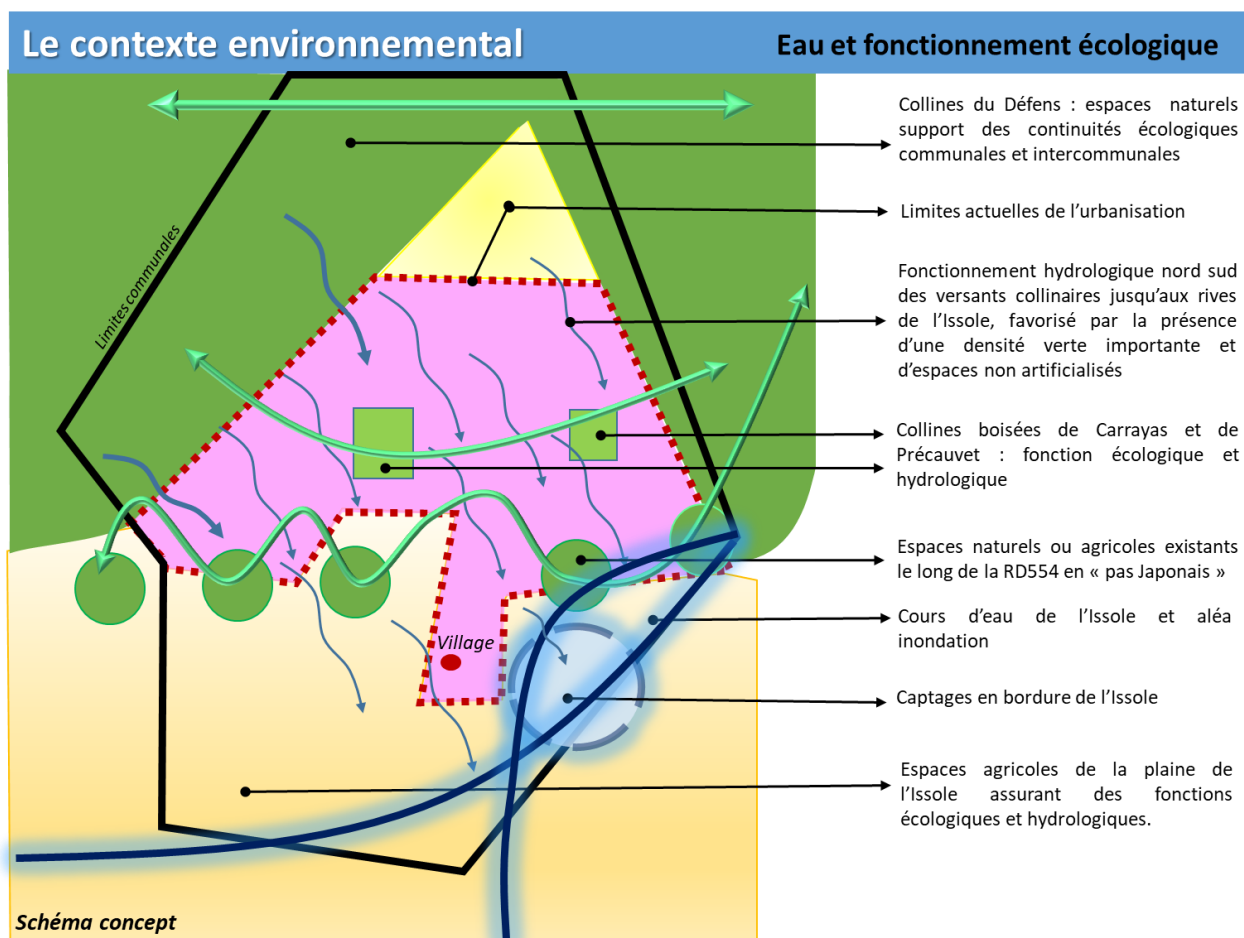 Le contexte environnemental
Eau et fonctionnement écologique
Collines du Défens : espaces naturels
support des continuités écologiques
communales et intercommunales
Limites actuelles de l’urbanisation
Limites communales
Fonctionnement hydrologique nord sud
des versants collinaires jusqu’aux rives
de l’Issole, favorisé par la présence
d’une densité verte importante et
d’espaces non artificialisés
Collines boisées de Carrayas et de
Précauvet : fonction écologique et
hydrologique
Espaces naturels ou agricoles existants
le long de la RD554 en « pas Japonais »
Cours d’eau de l’Issole et aléa
inondation
Village
Captages en bordure de l’Issole
Espaces agricoles de la plaine de
l’Issole assurant des fonctions
écologiques et hydrologiques.
Schéma concept